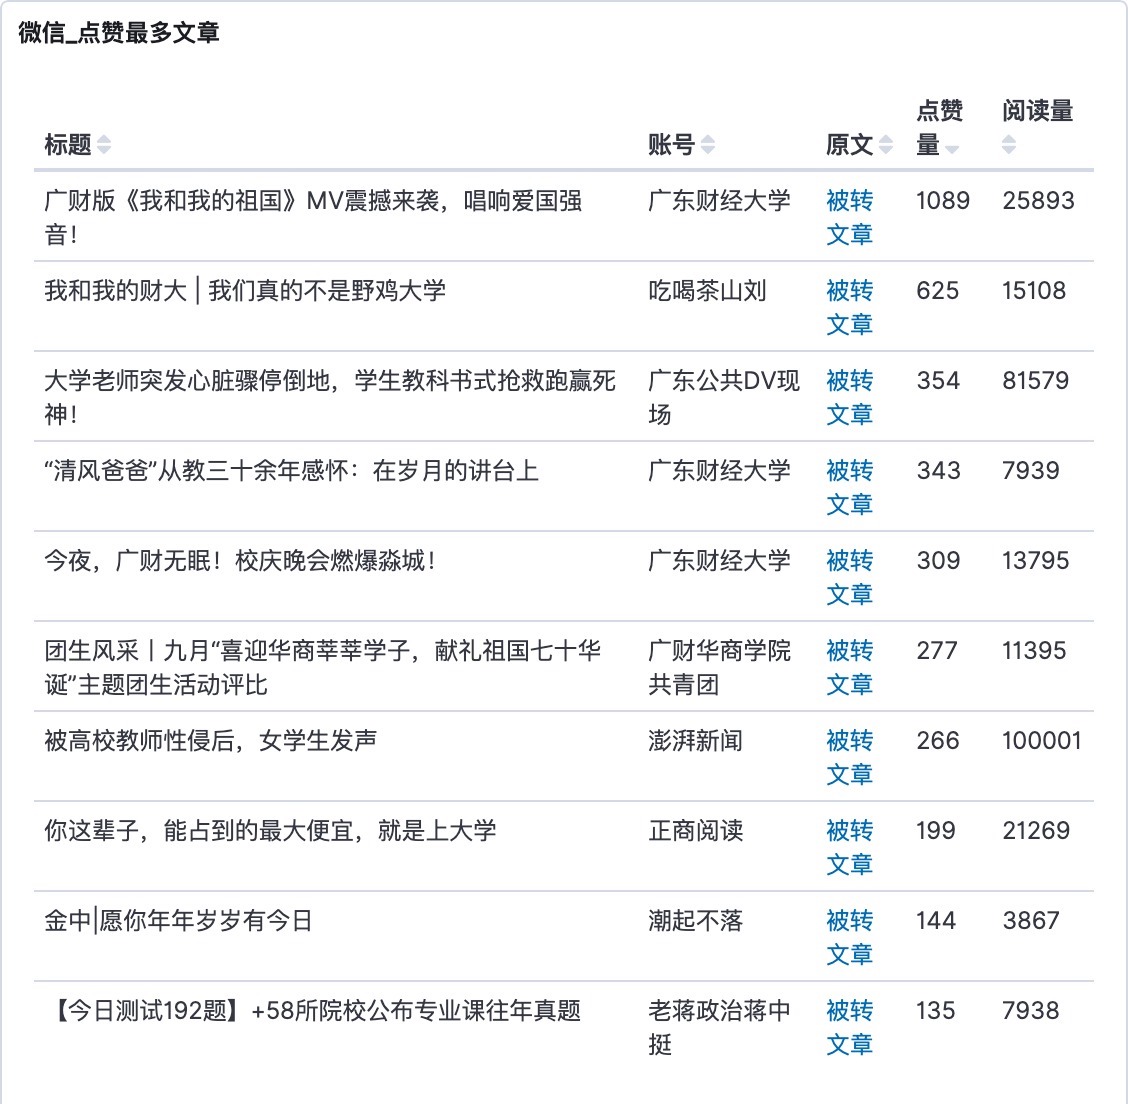 微信_点赞最多文章
点赞 阅读量
标题 账号 原文 量
广财版《我和我的祖国》MV震撼来袭，唱响爱国强 广东财经大学 被转 1089 25893
音！ 文章
我和我的财大 | 我们真的不是野鸡大学 吃喝茶山刘 被转 625 15108
文章
大学老师突发心脏骤停倒地，学生教科书式抢救跑赢死 广东公共DV现 被转 354 81579
神！ 场 文章
“清风爸爸”从教三十余年感怀：在岁月的讲台上 广东财经大学 被转 343 7939
文章
今夜，广财无眠！校庆晚会燃爆淼城！ 广东财经大学 被转 309 13795
文章
团生风采丨九月“喜迎华商莘莘学子，献礼祖国七十华 广财华商学院 被转 277 11395
诞”主题团生活动评比 共青团 文章
被高校教师性侵后，女学生发声 澎湃新闻 被转 266 100001
文章
你这辈子，能占到的最大便宜，就是上大学 正商阅读 被转 199 21269
文章
金中|愿你年年岁岁有今日 潮起不落 被转 144 3867
文章
【今日测试192题】+58所院校公布专业课往年真题 老蒋政治蒋中 被转 135 7938
挺 文章